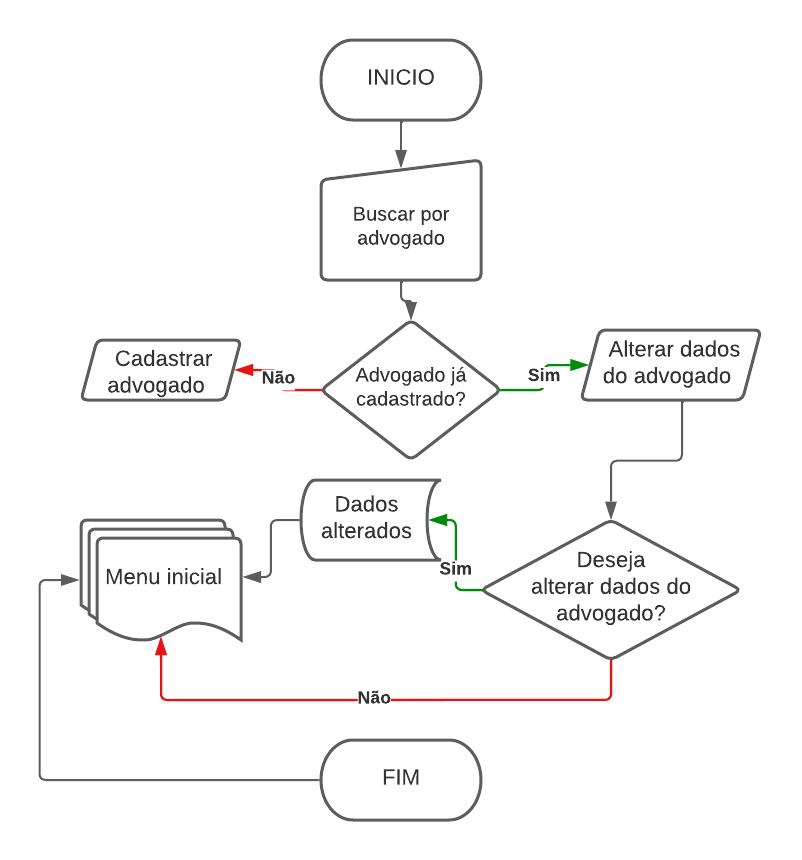 INICIO
Buscar por
advogado
Advogado já
cadastrado?
Não
Cadastrar
advogado
Sim
Alterar dados
do advogado
Deseja
alterar dados do
advogado?
Sim
Dados
alterados
Menu inicial
Não
FIM